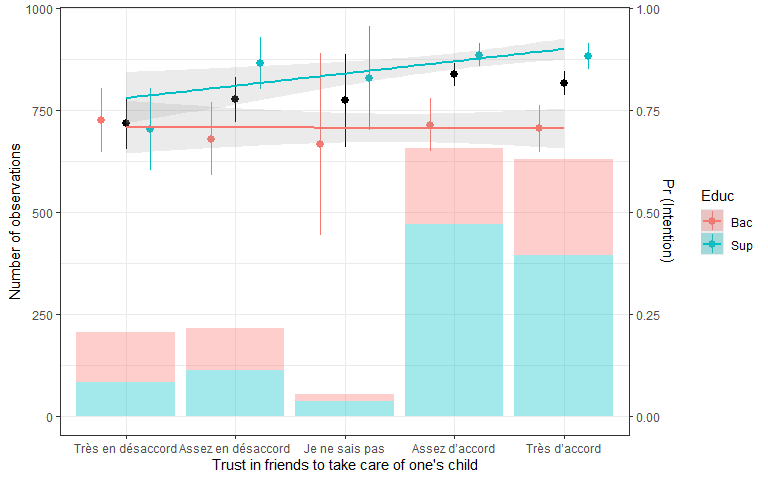 1000
750
500
250
0
Number of observations
1.00
0.75
0.50
0.25
0.00
Pr (Intention)
Educ
Bac
Sup
Très en désaccord
Assez en désaccord
Je ne sais pas
Assez d'accord
Très d'accord
Trust in friends to take care of one's child